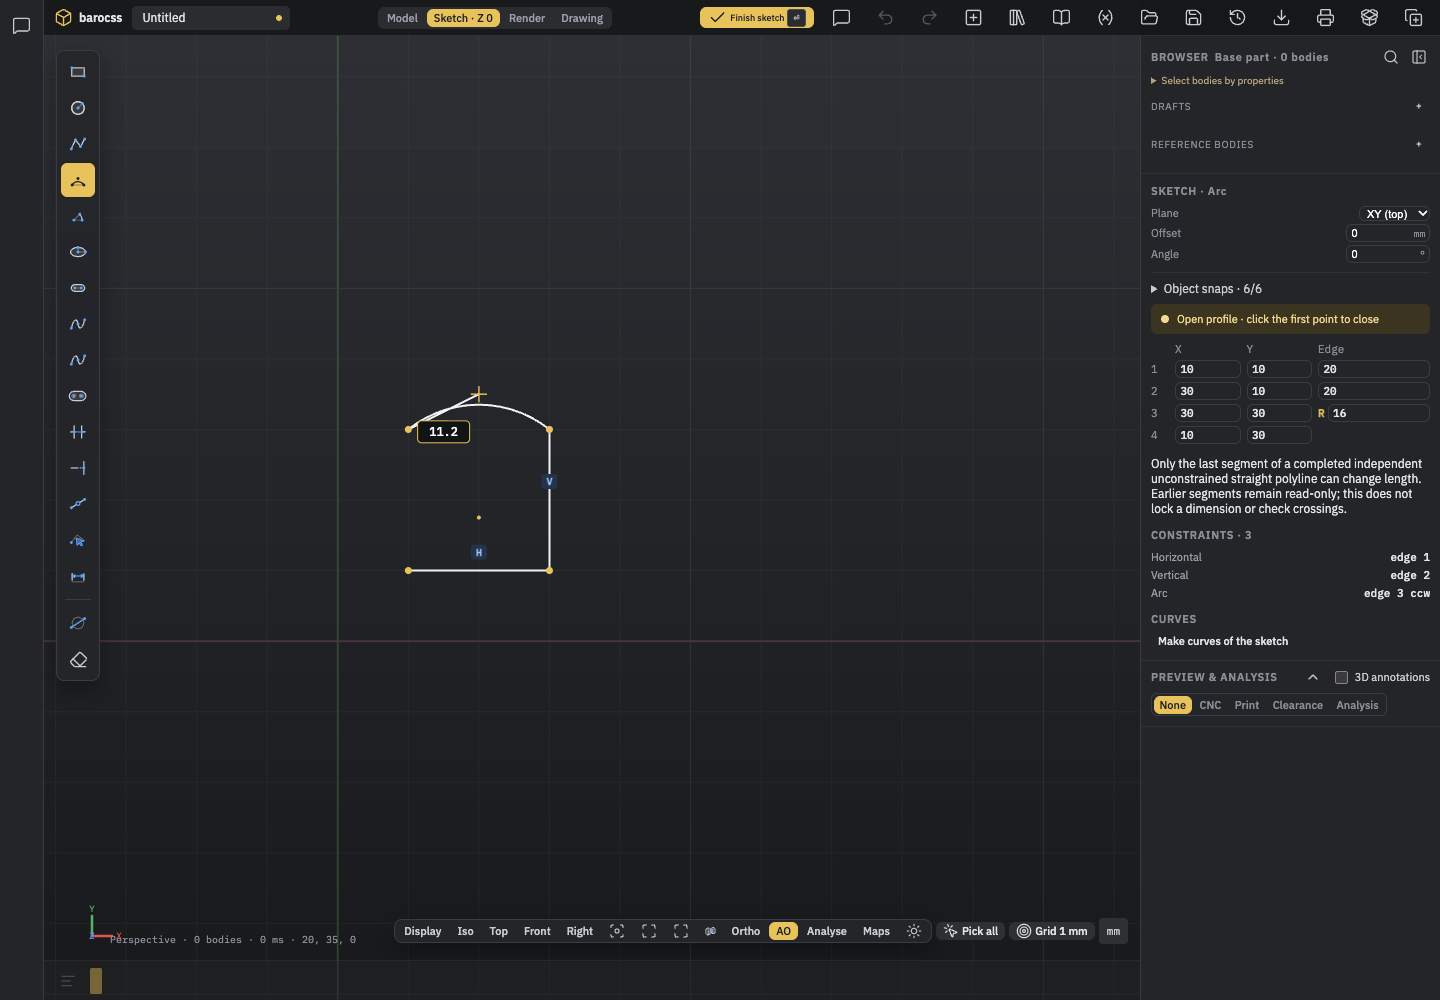 barocss
Untitled
Model
Sketch · Z 0
Render
Drawing
Finish sketch
BROWSER Base part · 0 bodies
Select bodies by properties
DRAFTS
+
REFERENCE BODIES
+
SKETCH · Arc
Plane
XY (top)
Offset
0
mm
Angle
0
°
Object snaps · 6/6
Open profile · click the first point to close
X Y Edge
1 10 10 20
2 30 10 20
3 30 30 R 16
4 10 30
Only the last segment of a completed independent
unconstrained straight polyline can change length.
Earlier segments remain read-only; this does not
lock a dimension or check crossings.
CONSTRAINTS · 3
Horizontal edge 1
Vertical edge 2
Arc edge 3 ccw
CURVES
Make curves of the sketch
PREVIEW & ANALYSIS
3D annotations
None CNC Print Clearance Analysis
11.2
V
H
Y
X
Z
Perspective · 0 bodies · 0 ms · 20, 35, 0
Display Iso Top Front Right
Ortho AO Analyse Maps
Pick all
Grid 1 mm
mm